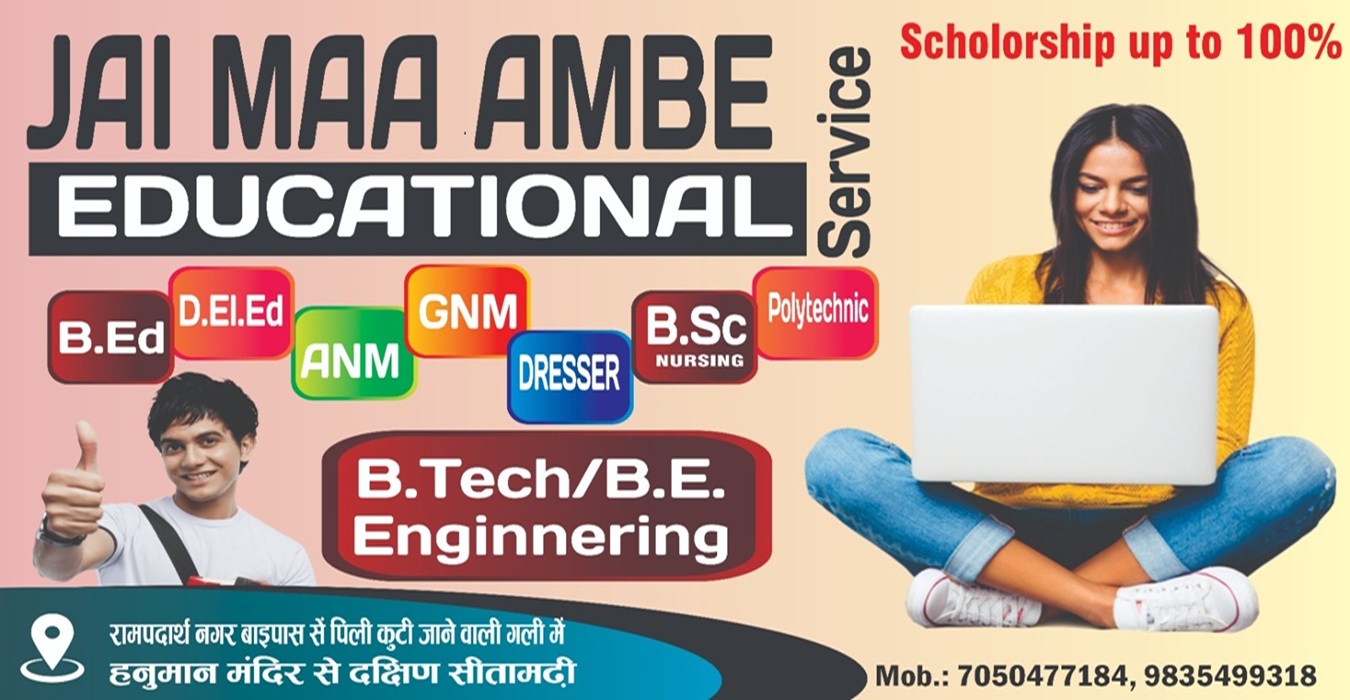 JAI MAA AMBE
EDUCATIONAL
Service
Scholorship up to 100%
B.Ed
D.El.Ed
ANM
GNM
DRESSER
B.Sc
NURSING
Polytechnic
B.Tech/B.E.
Enginnering
रामपदार्थ नगर बाइपास सें पिली कुटी जाने वाली गली में
हनुमान मंदिर से दक्षिण सीतामढ़ी
Mob.: 7050477184, 9835499318